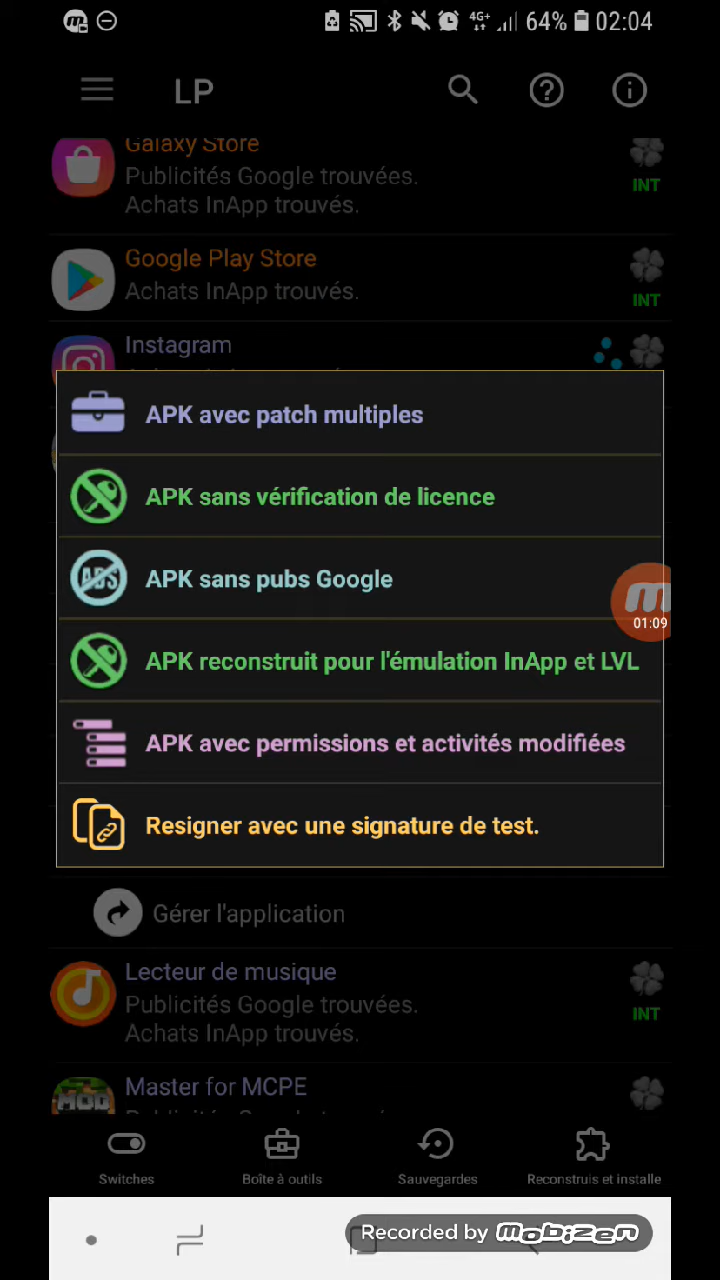 4G+ 64% 02:04
LP
Galaxy Store
Publicités Google trouvées.
Achats InApp trouvés.
INT
Google Play Store
Achats InApp trouvés.
INT
Instagram
APK avec patch multiples
APK sans vérification de licence
ADS
APK sans pubs Google
01:09
APK reconstruit pour l'émulation InApp et LVL
APK avec permissions et activités modifiées
Resigner avec une signature de test.
Gérer l'application
Lecteur de musique
Publicités Google trouvées.
Achats InApp trouvés.
INT
MOD
Master for MCPE
Switches
Boîte à outils
Sauvegardes
Reconstruis et installe
Recorded by mobizen